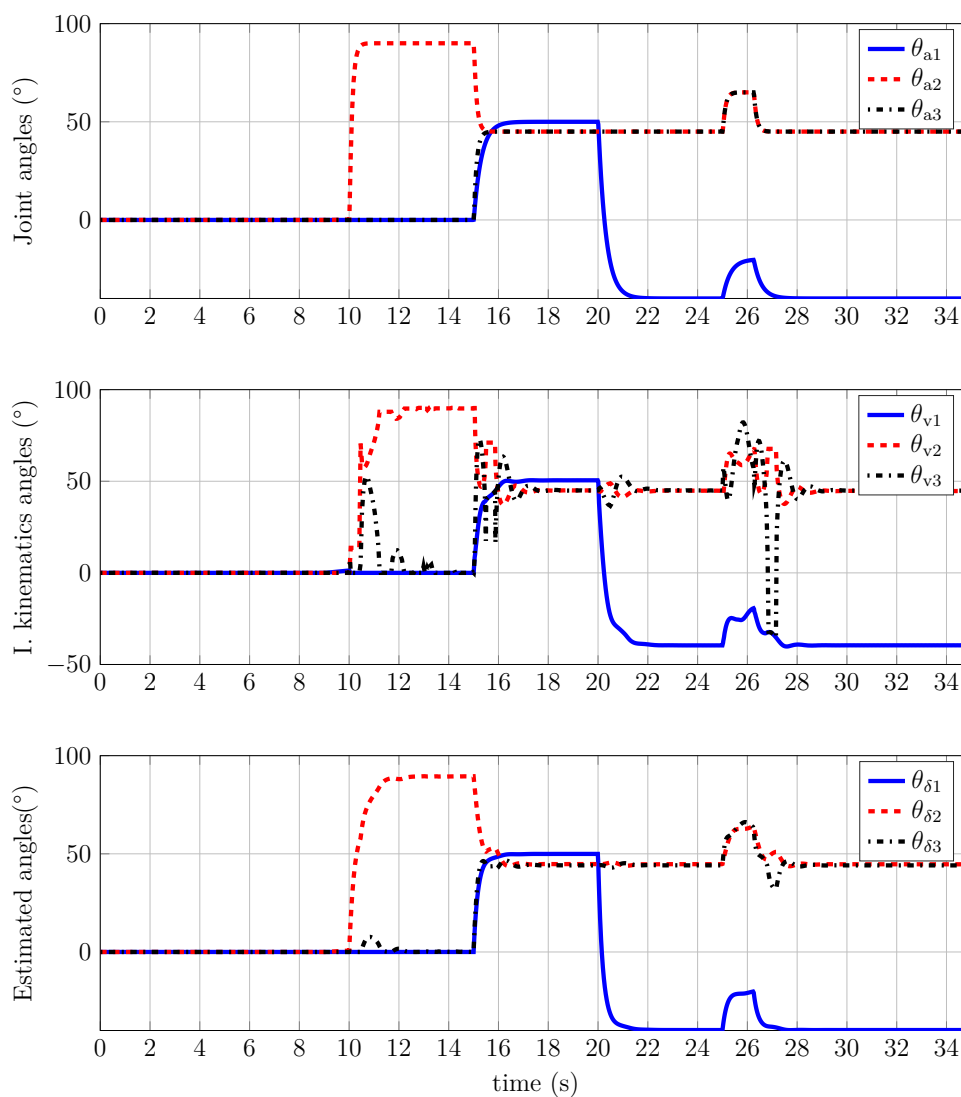 Joint angles (°)
100
50
0
θa1
θa2
θa3
0 2 4 6 8 10 12 14 16 18 20 22 24 26 28 30 32 34
I. kinematics angles (°)
100
50
0
−50
θv1
θv2
θv3
0 2 4 6 8 10 12 14 16 18 20 22 24 26 28 30 32 34
Estimated angles(°)
100
50
0
θδ1
θδ2
θδ3
0 2 4 6 8 10 12 14 16 18 20 22 24 26 28 30 32 34
time (s)